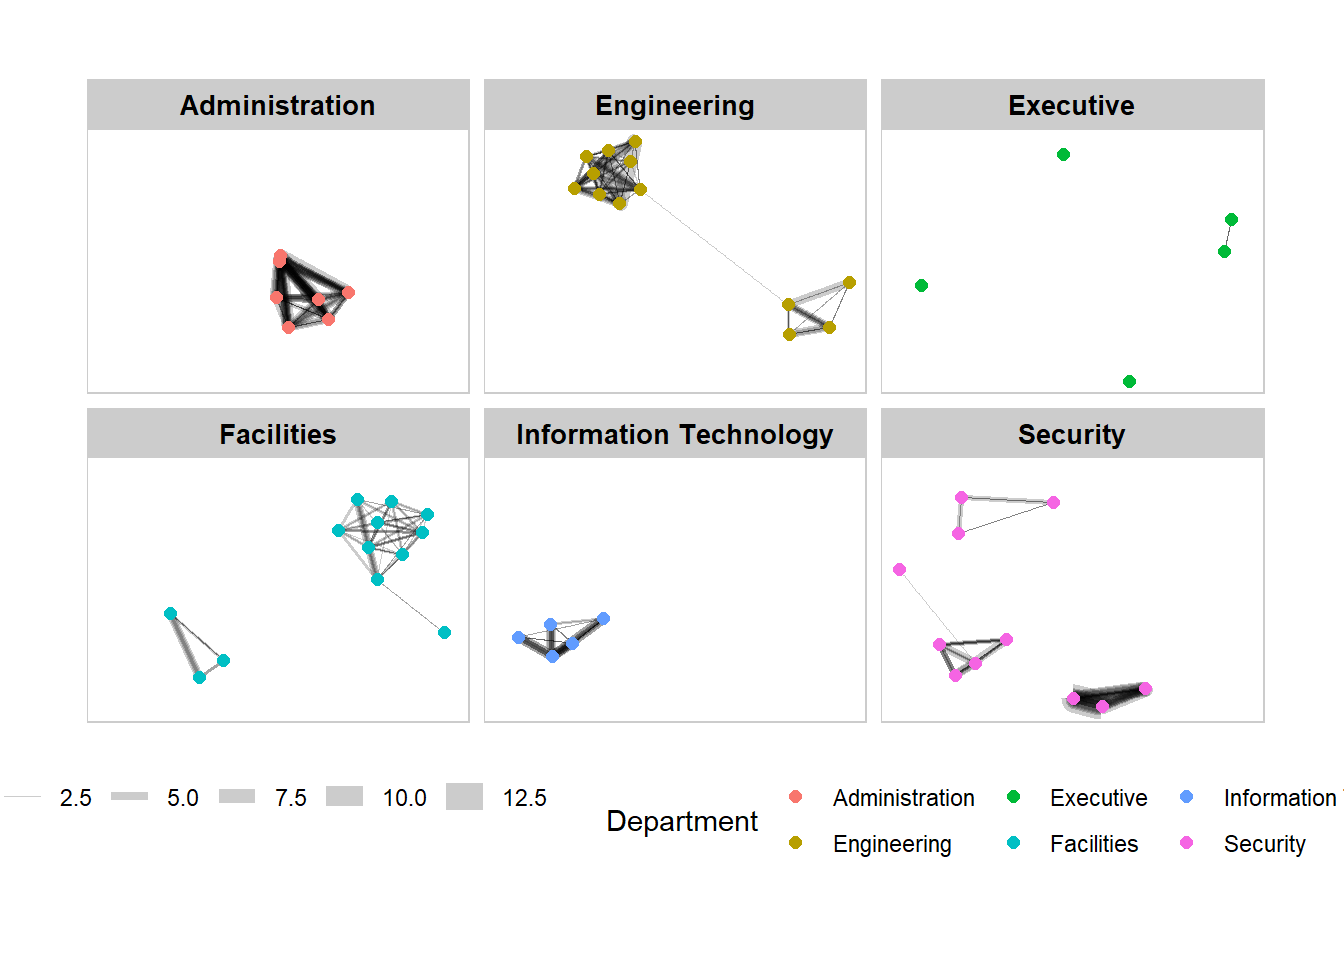 Administration
Engineering
Executive
Facilities
Information Technology
Security
2.5 5.0 7.5 10.0 12.5
Department
Administration Executive Information
Engineering Facilities Security